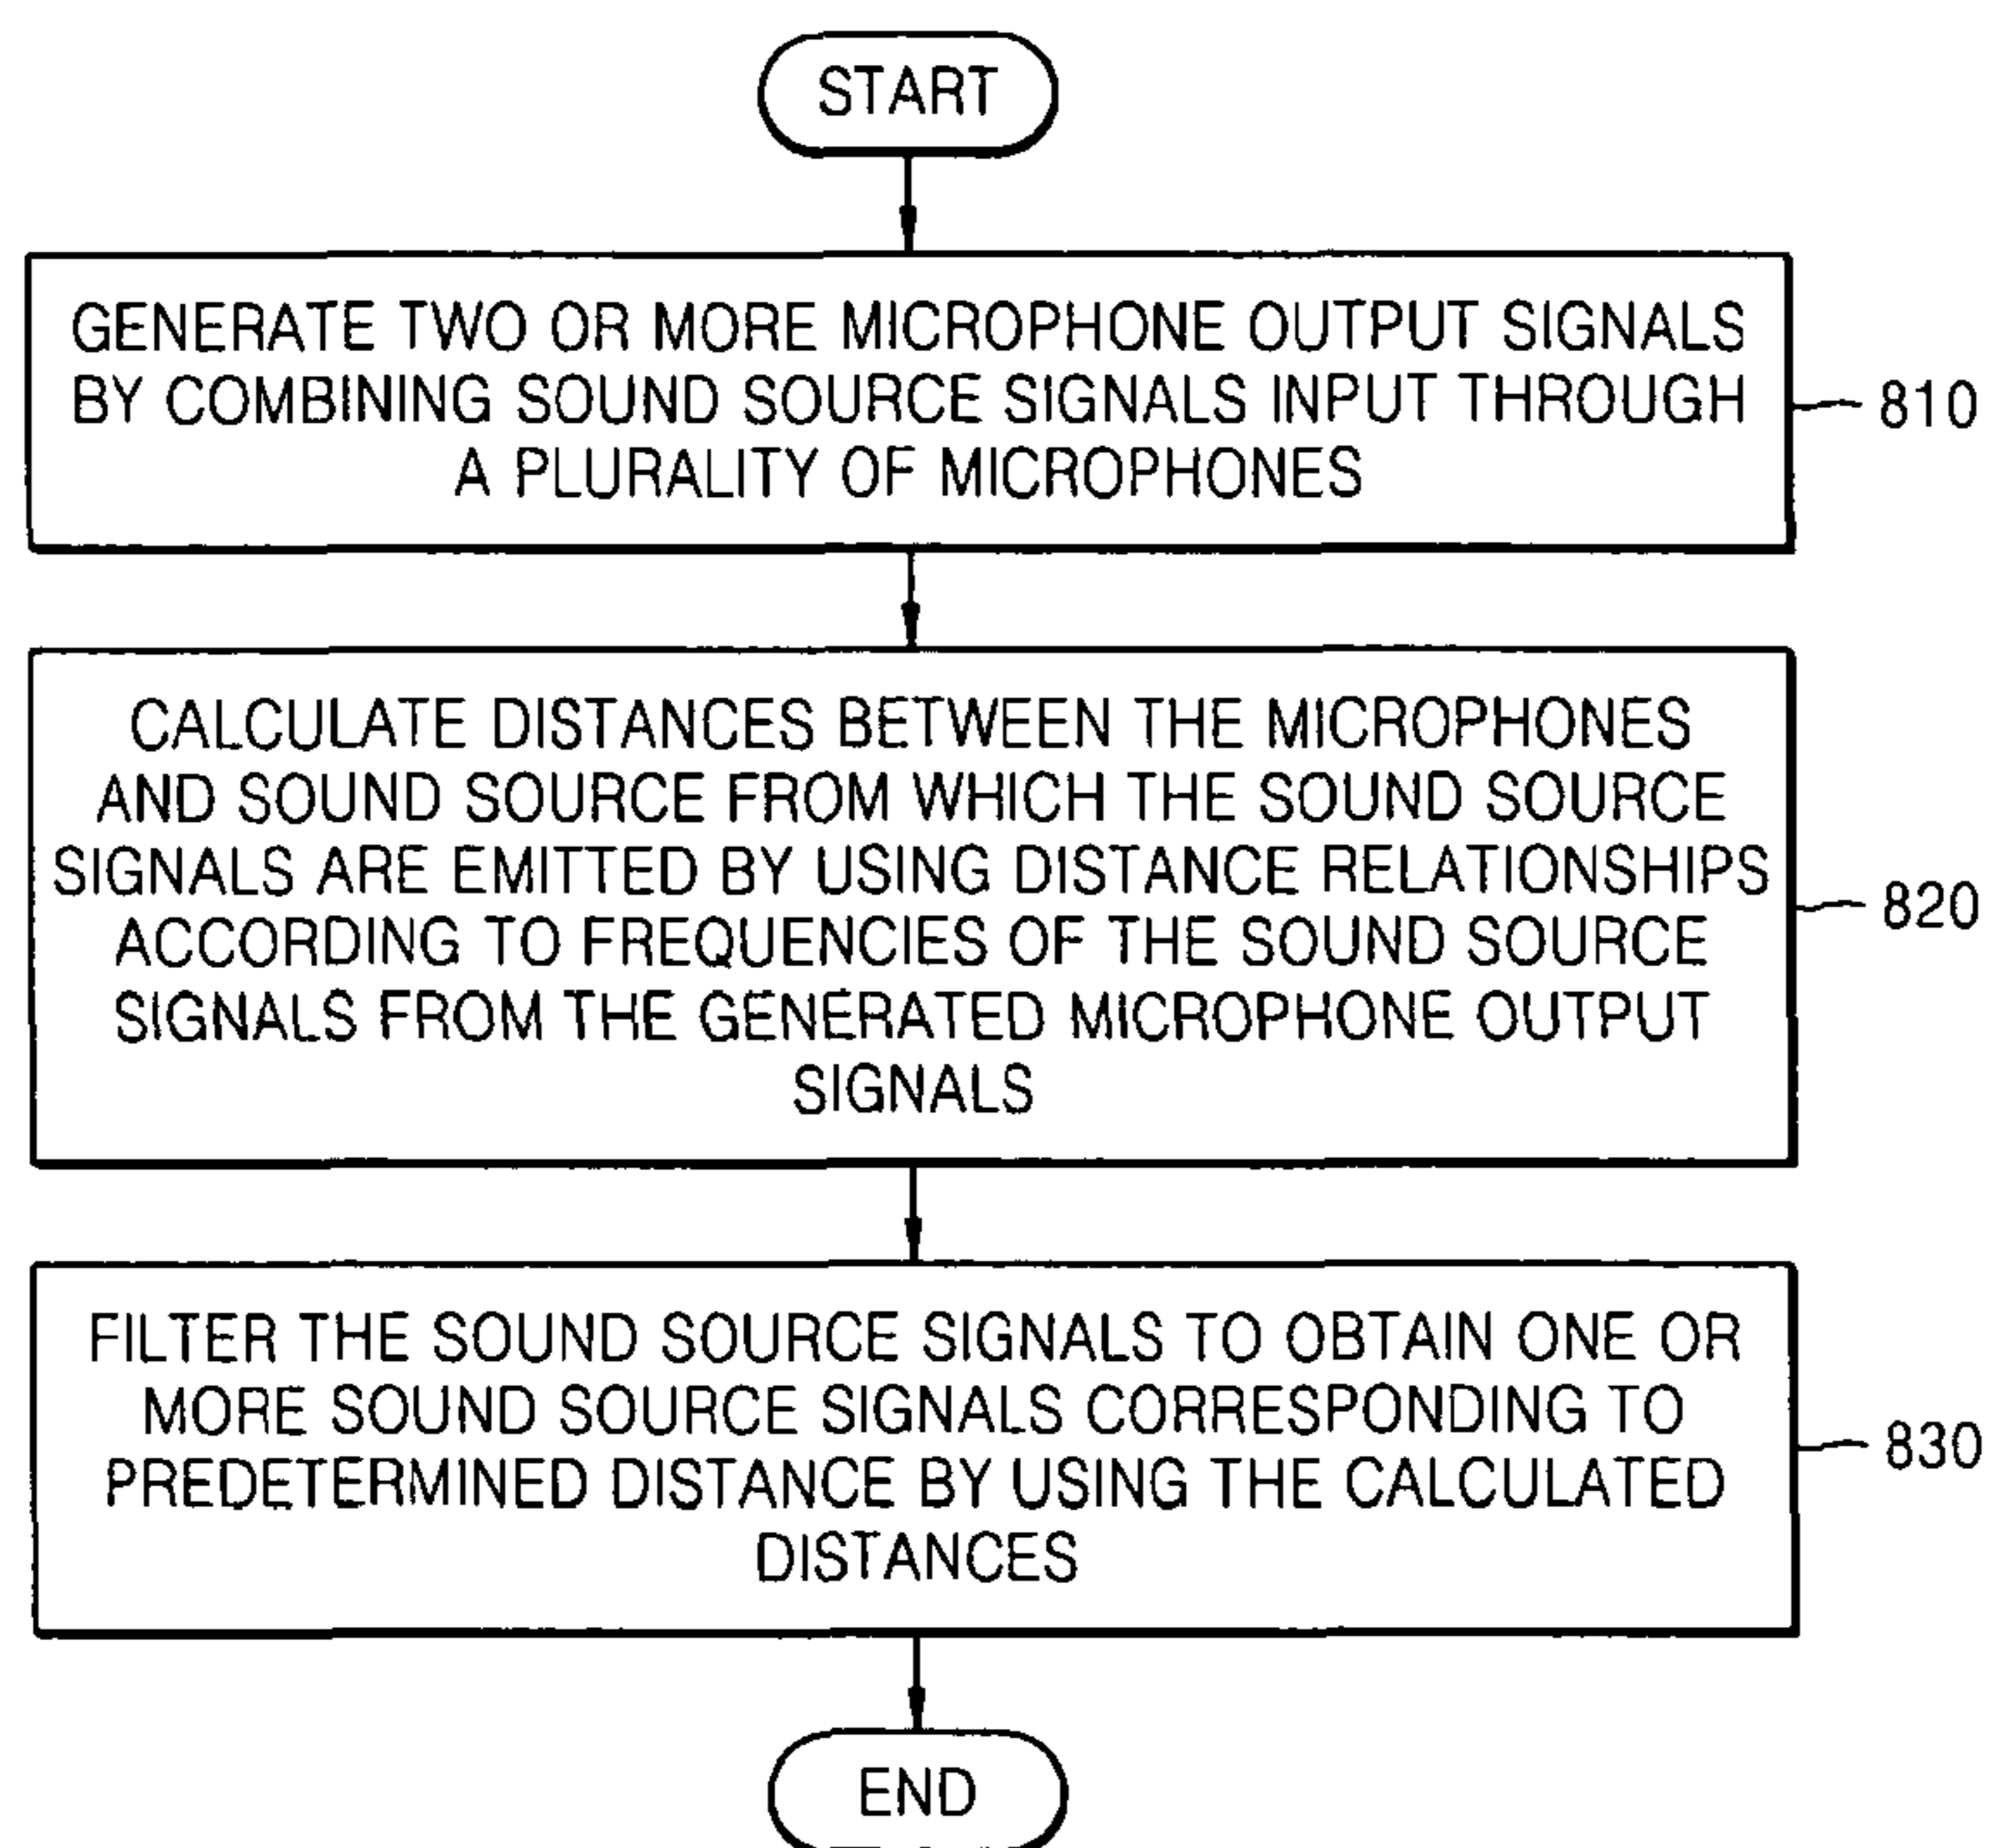 START
GENERATE TWO OR MORE MICROPHONE OUTPUT SIGNALS
BY COMBINING SOUND SOURCE SIGNALS INPUT THROUGH
A PLURALITY OF MICROPHONES
810
CALCULATE DISTANCES BETWEEN THE MICROPHONES
AND SOUND SOURCE FROM WHICH THE SOUND SOURCE
SIGNALS ARE EMITTED BY USING DISTANCE RELATIONSHIPS
ACCORDING TO FREQUENCIES OF THE SOUND SOURCE
SIGNALS FROM THE GENERATED MICROPHONE OUTPUT
SIGNALS
820
FILTER THE SOUND SOURCE SIGNALS TO OBTAIN ONE OR
MORE SOUND SOURCE SIGNALS CORRESPONDING TO
PREDETERMINED DISTANCE BY USING THE CALCULATED
DISTANCES
830
END